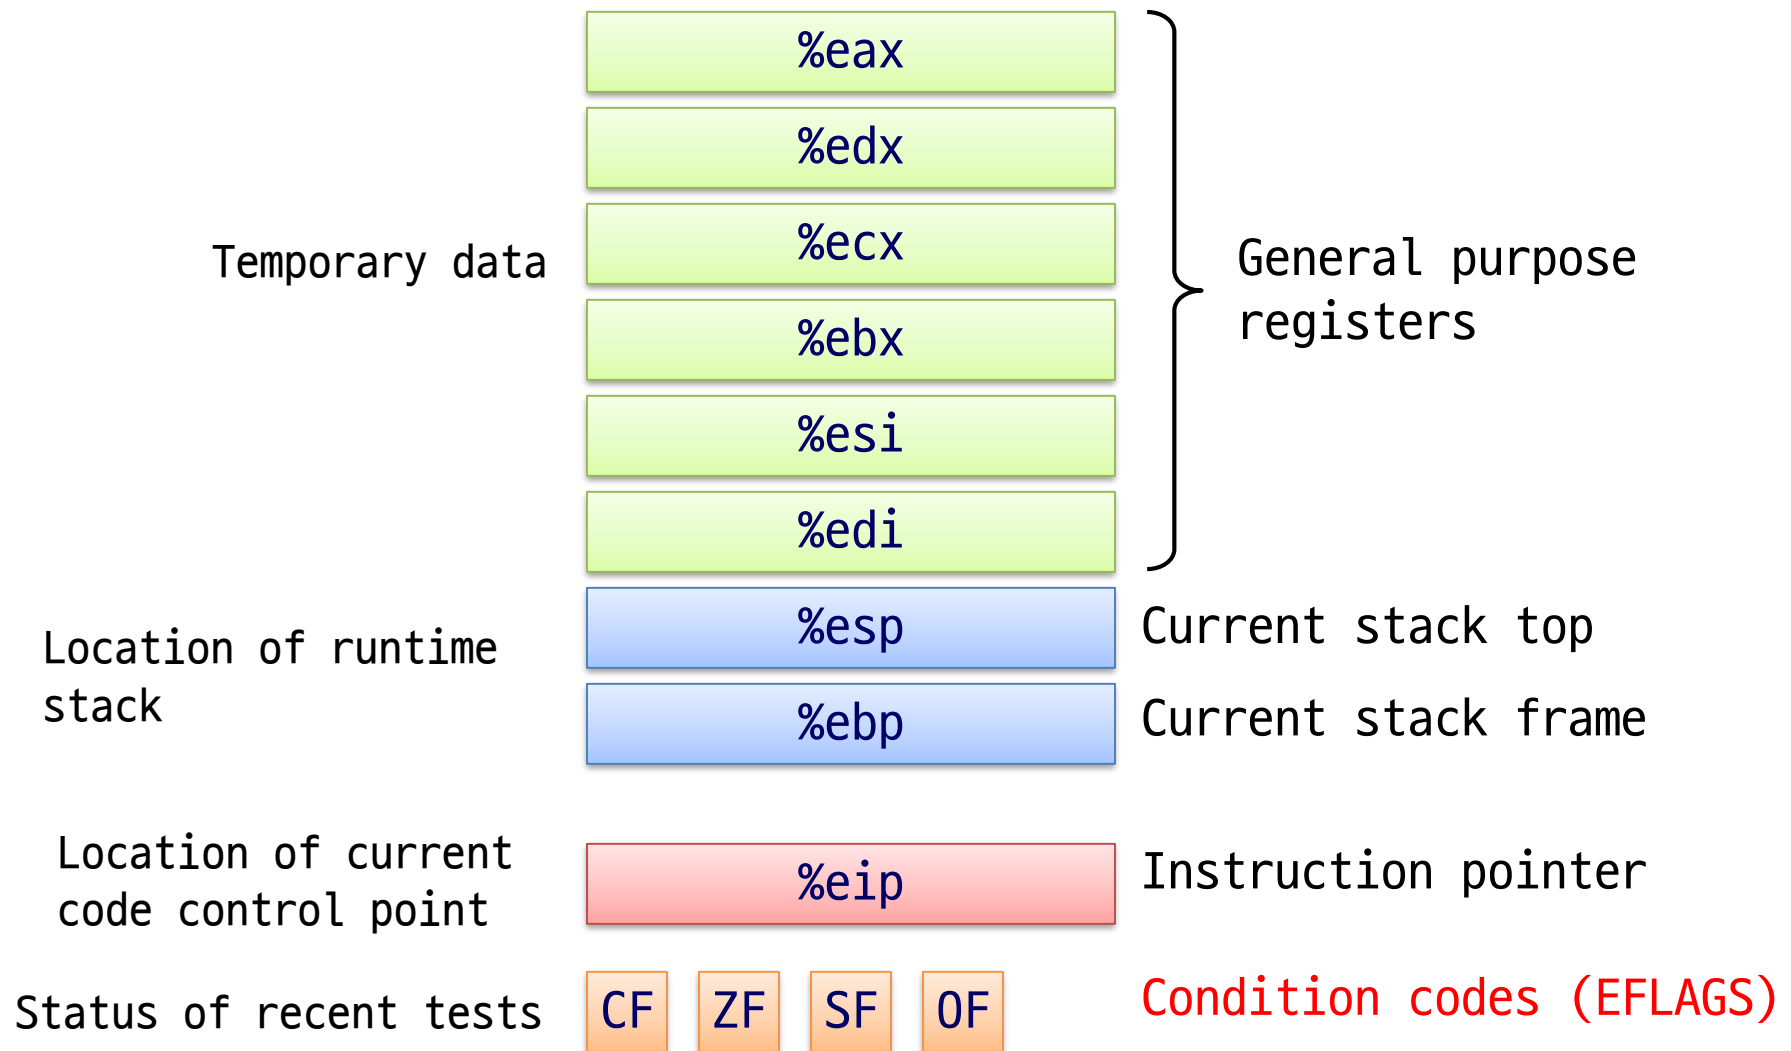 %eax
%edx
%ecx
Temporary data
General purpose
registers
%ebx
%esi
%edi
%esp
Current stack top
Location of runtime
stack
%ebp
Current stack frame
Location of current
code control point
%eip
Instruction pointer
Status of recent tests
CF ZF SF OF
Condition codes (EFLAGS)